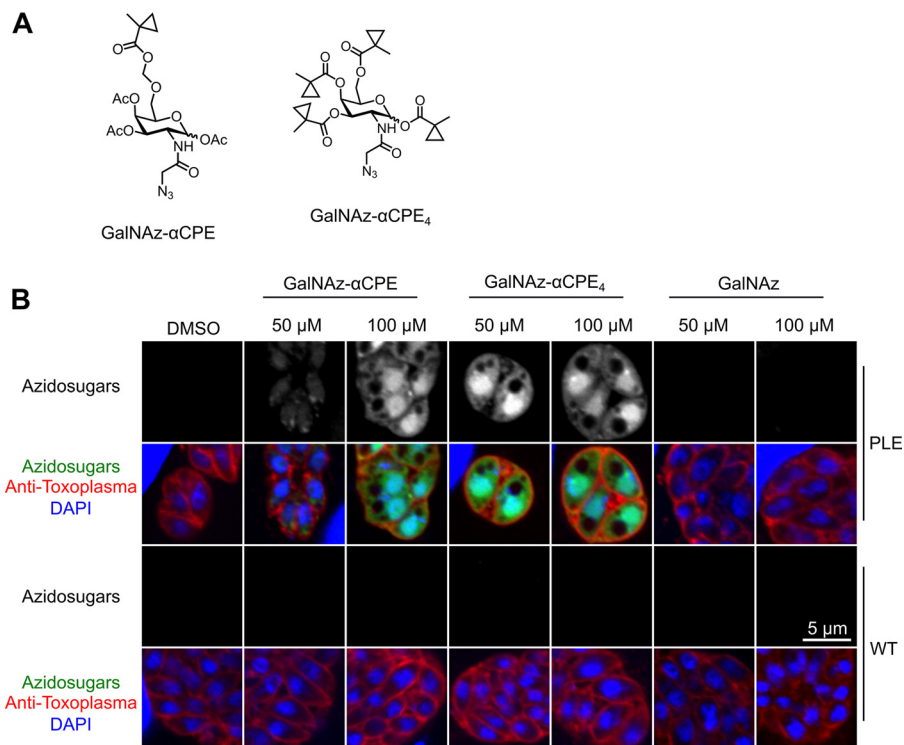 A
O
O
O
AcO
O
AcO
OAc
NH
O
N3
GalNAz-αCPE
O
O
O
O
O
O
O
O
O
NH
O
N3
GalNAz-αCPE₄
B
GalNAz-αCPE
GalNAz-αCPE₄
GalNAz
DMSO
50 μM
100 μM
50 μM
100 μM
50 μM
100 μM
Azidosugars
Azidosugars
Anti-Toxoplasma
DAPI
PLE
Azidosugars
5 μm
Azidosugars
Anti-Toxoplasma
DAPI
WT